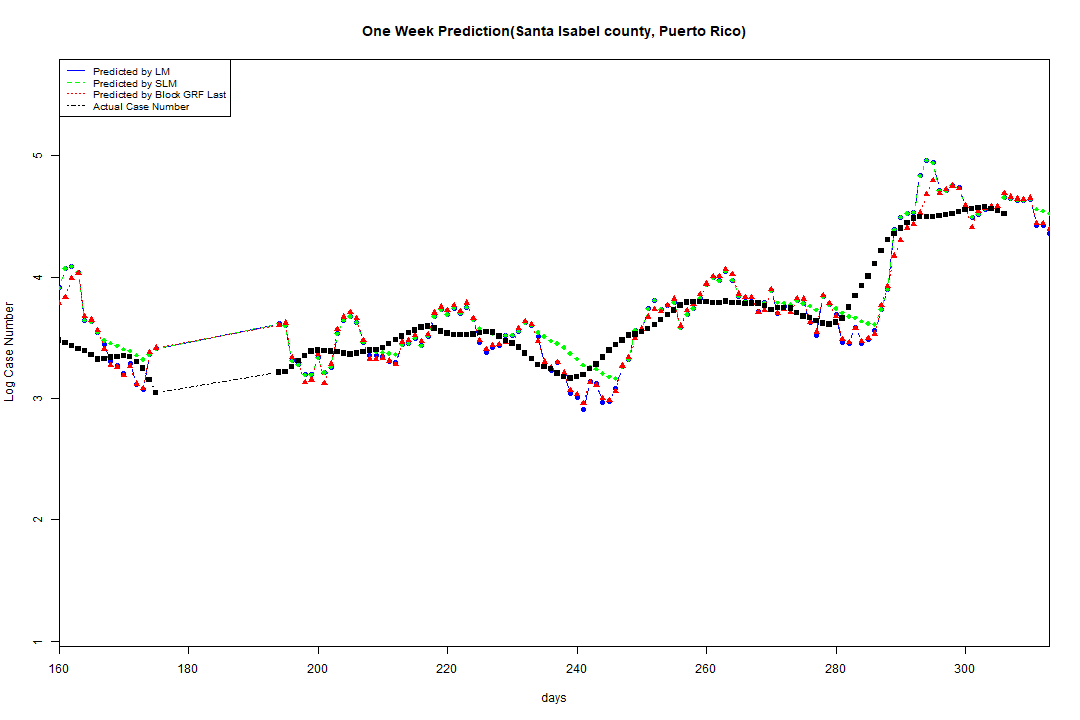 One Week Prediction(Santa Isabel county, Puerto Rico)
Predicted by LM
Predicted by SLM
Predicted by Block GRF Last
Actual Case Number
5
4
3
2
1
Log Case Number
160 180 200 220 240 260 280 300
days